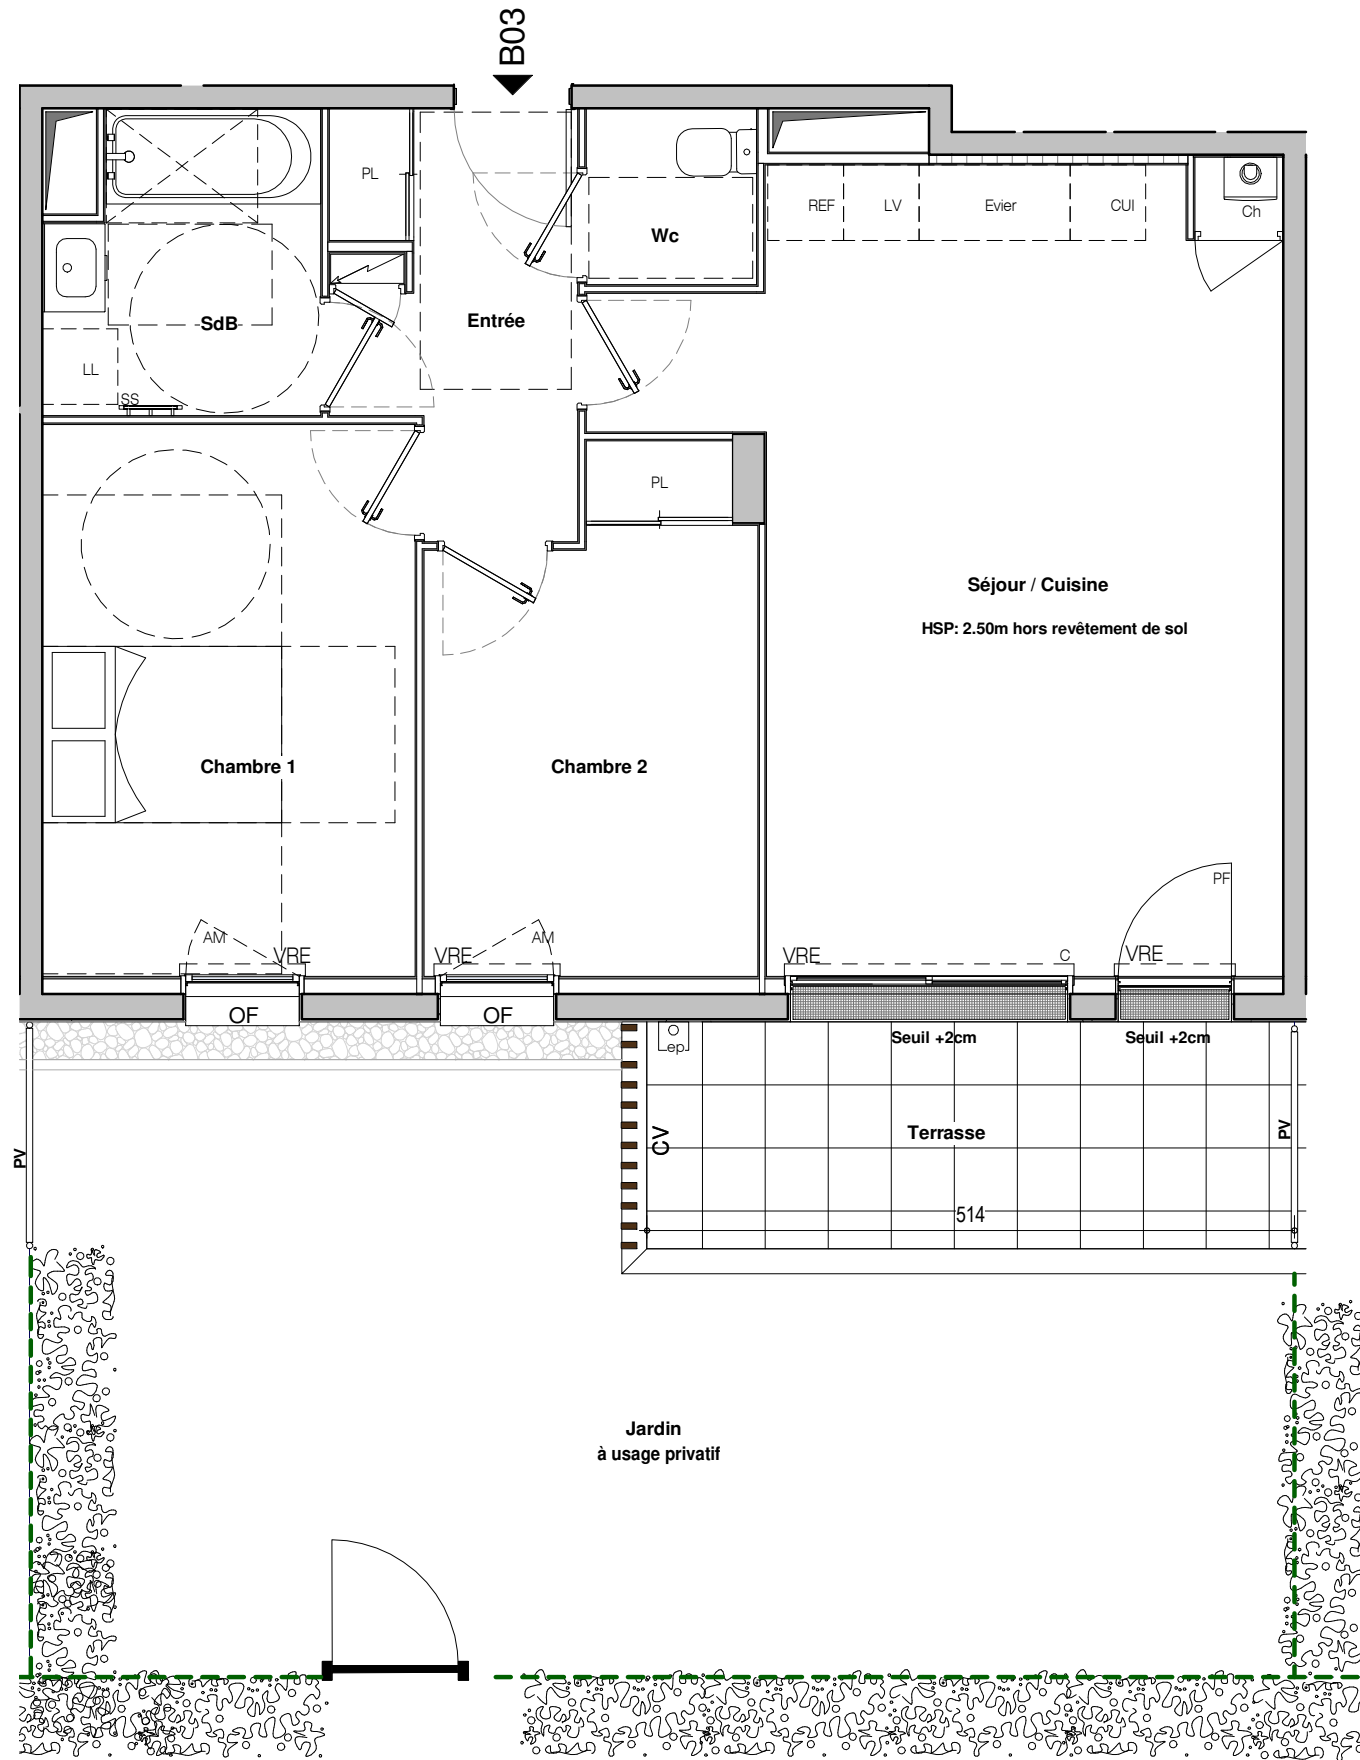 B03
PL
Wc
REF
LV
Evier
CUI
Ch
SdB
Entrée
LL
SS
PL
Séjour / Cuisine
HSP: 2.50m hors revêtement de sol
Chambre 1
Chambre 2
PF
AM
VRE
VRE
AM
VRE
C
VRE
OF
OF
ep
Seuil +2cm
Seuil +2cm
PV
CV
Terrasse
PV
514
Jardin
à usage privatif